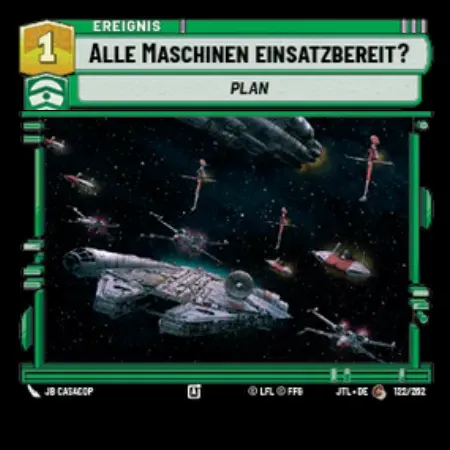 EREIGNIS
1
ALLE MASCHINEN EINSATZBEREIT?
PLAN
JB CASACOP
© LFL © FFG
JTL • DE
122/262